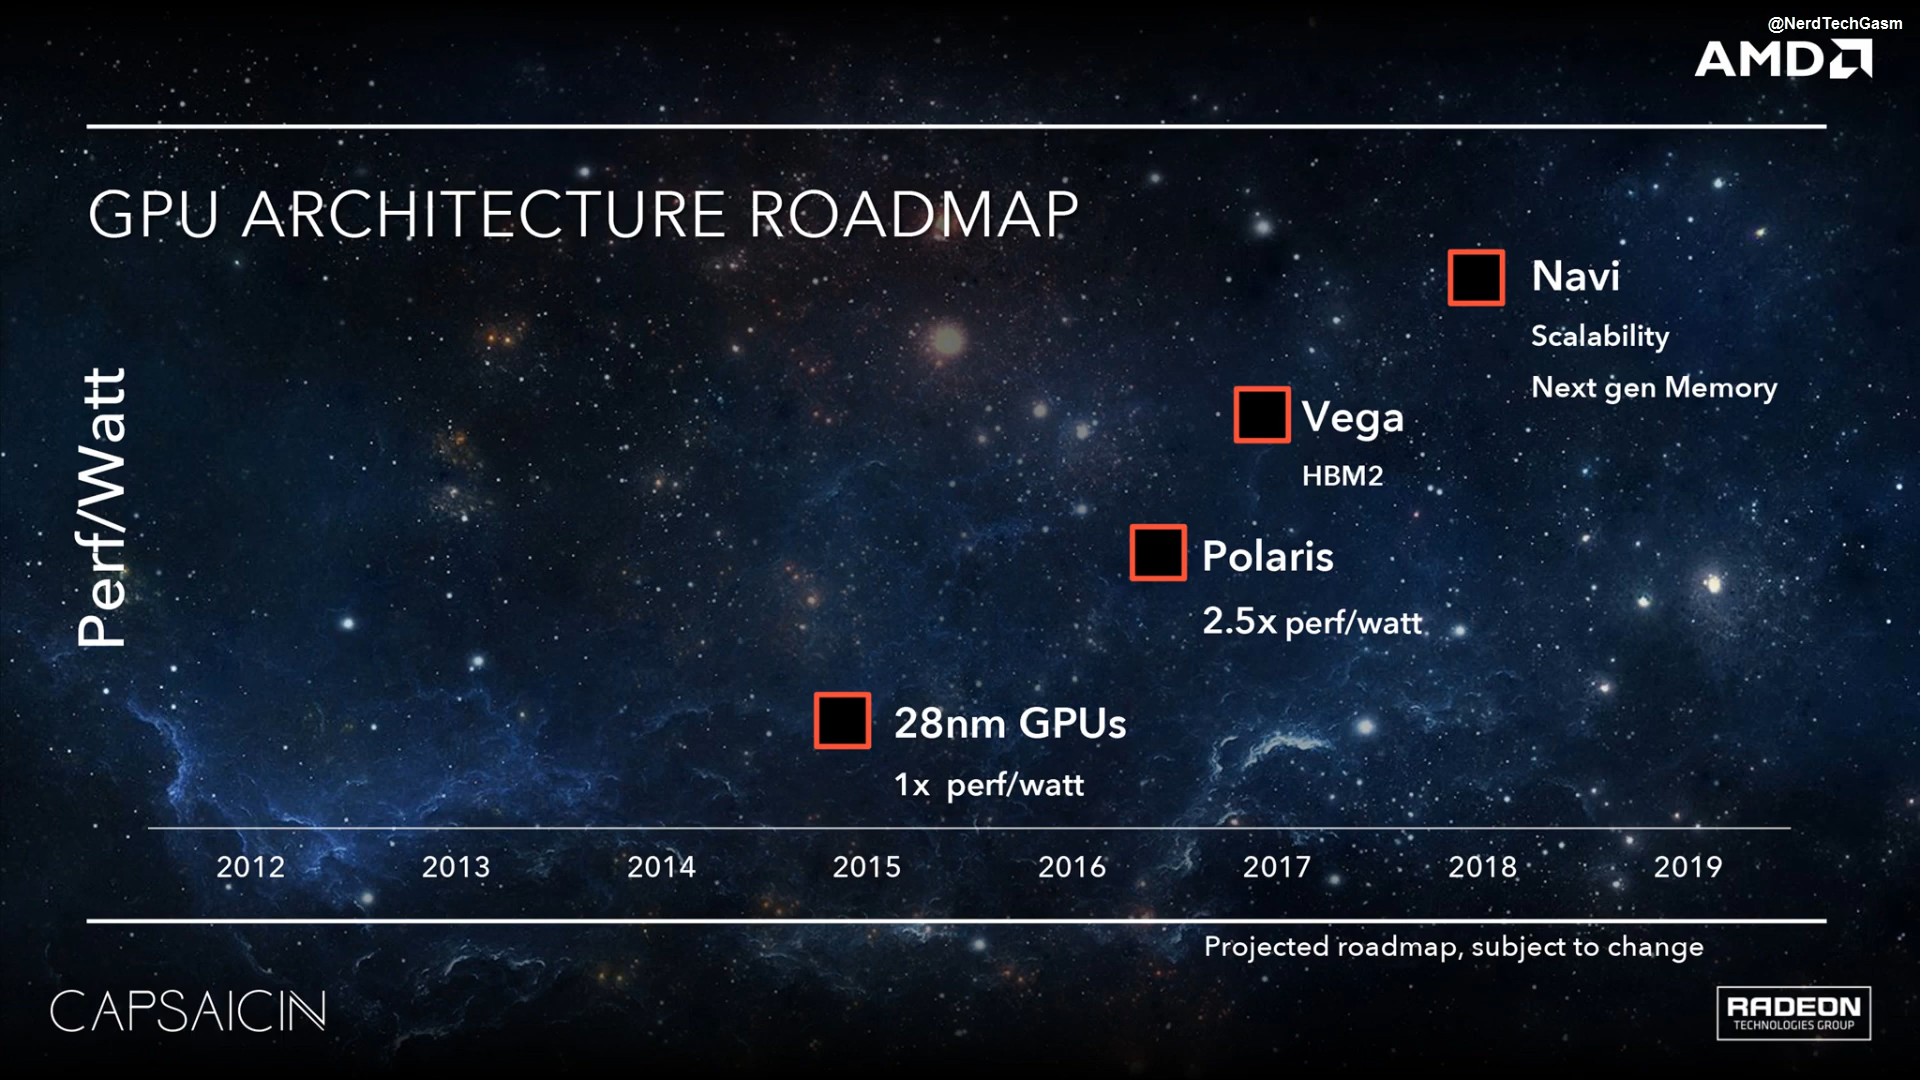 @NerdTechGasm
AMD
GPU ARCHITECTURE ROADMAP
Perf/Watt
Navi
Scalability
Next gen Memory
Vega
HBM2
Polaris
2.5x perf/watt
28nm GPUs
1x perf/watt
2012 2013 2014 2015 2016 2017 2018 2019
Projected roadmap, subject to change
CAPSAICIN
RADEON
TECHNOLOGIES GROUP